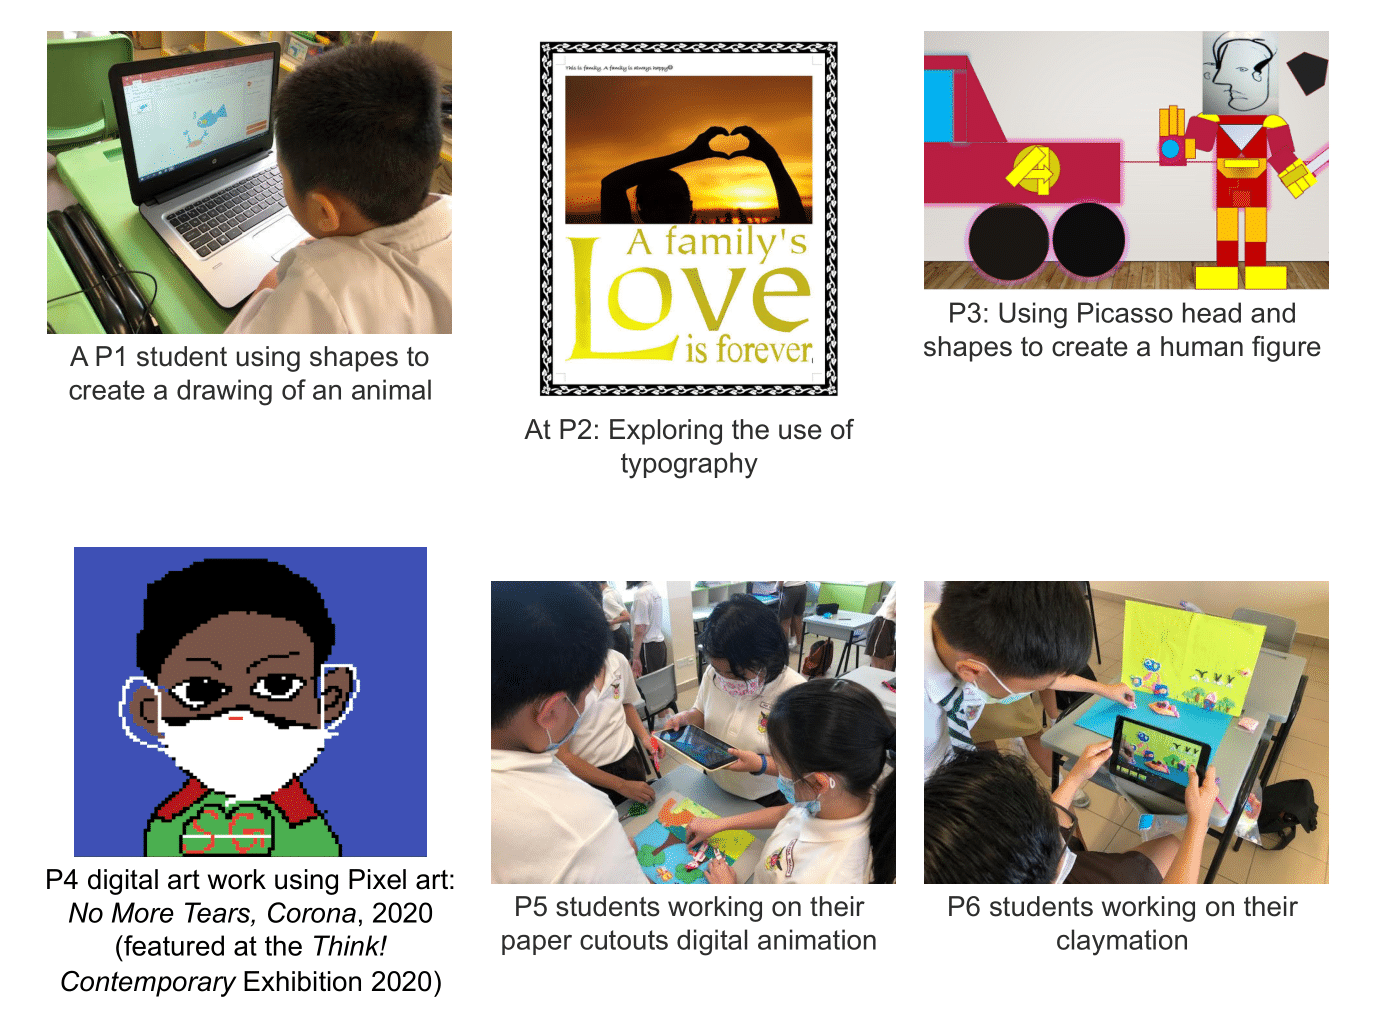 This is family. A family is always happy☺
A family's
Love
is forever
A P1 student using shapes to
create a drawing of an animal
At P2: Exploring the use of
typography
P3: Using Picasso head and
shapes to create a human figure
SG
P4 digital art work using Pixel art:
No More Tears, Corona, 2020
(featured at the Think!
Contemporary Exhibition 2020)
P5 students working on their
paper cutouts digital animation
P6 students working on their
claymation